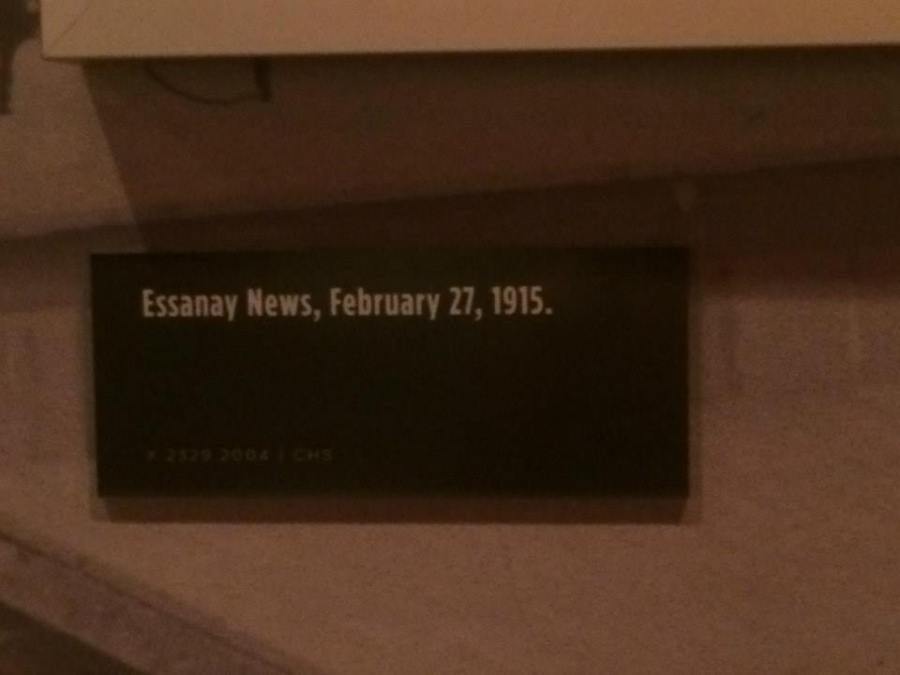 Essanay News, February 27, 1915.
X 2329 2004 | CHS